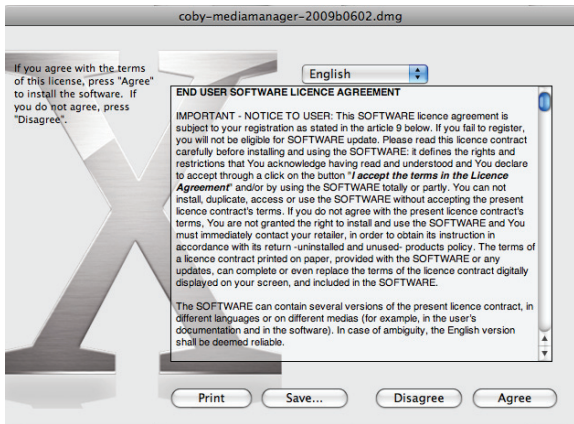 coby-mediamanager-2009b0602.dmg
If you agree with the terms
of this license, press "Agree"
to install the software.  If
you do not agree, press
"Disagree".
English
END USER SOFTWARE LICENCE AGREEMENT
IMPORTANT - NOTICE TO USER: This SOFTWARE licence agreement is
subject to your registration as stated in the article 9 below. If you fail to register,
you will not be eligible for SOFTWARE update. Please read this licence contract
carefully before installing and using the SOFTWARE: it defines the rights and
restrictions that You acknowledge having read and understood and You declare
to accept through a click on the button "I accept the terms in the Licence
Agreement" and/or by using the SOFTWARE totally or partly. You can not
install, duplicate, access or use the SOFTWARE without accepting the present
licence contract's terms. If you do not agree with the present licence contract's
terms, You are not granted the right to install and use the SOFTWARE and You
must immediately contact your retailer, in order to obtain its instruction in
accordance with its return -uninstalled and unused- products policy. The terms of
a licence contract printed on paper, provided with the SOFTWARE or any
updates, can complete or even replace the terms of the licence contract digitally
displayed on your screen, and included in the SOFTWARE.
The SOFTWARE can contain several versions of the present licence contract, in
different languages or on different medias (for example, in the user's
documentation and in the software). In case of ambiguity, the English version
shall be deemed reliable.
Print
Save...
Disagree
Agree